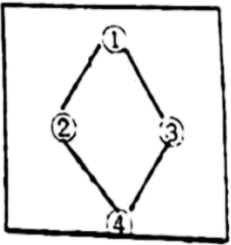 ①
② ③
④